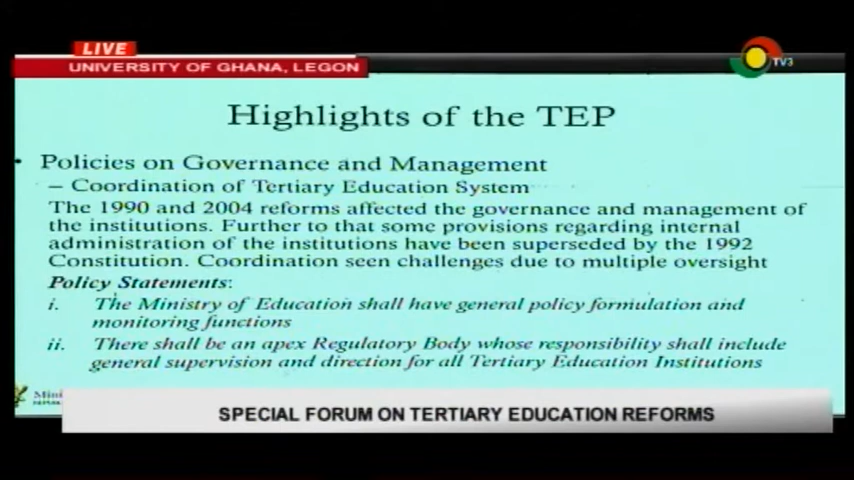 LIVE
UNIVERSITY OF GHANA, LEGON
TV3
Highlights of the TEP
• Policies on Governance and Management
– Coordination of Tertiary Education System
The 1990 and 2004 reforms affected the governance and management of
the institutions. Further to that some provisions regarding internal
administration of the institutions have been superseded by the 1992
Constitution. Coordination seen challenges due to multiple oversight
Policy Statements:
i. The Ministry of Education shall have general policy formulation and
monitoring functions
ii. There shall be an apex Regulatory Body whose responsibility shall include
general supervision and direction for all Tertiary Education Institutions
SPECIAL FORUM ON TERTIARY EDUCATION REFORMS